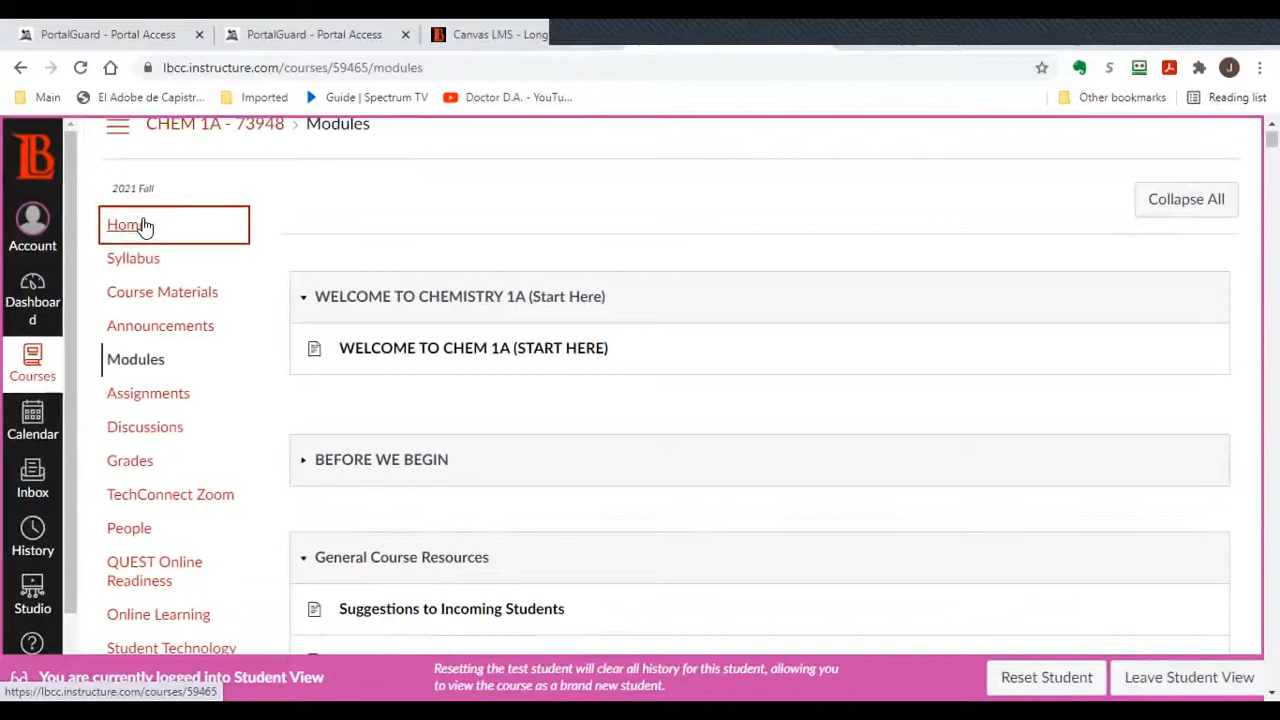 PortalGuard - Portal Access
PortalGuard - Portal Access
Canvas LMS - Long
lbcc.instructure.com/courses/59465/modules
J
Main
El Adobe de Capistr...
Imported
Guide | Spectrum TV
Doctor D.A. - YouTu...
Other bookmarks
Reading list
LB
Account
Dashboar
d
Courses
Calendar
Inbox
History
Studio
CHEM 1A - 73948 › Modules
2021 Fall
Home
Syllabus
Course Materials
Announcements
Modules
Assignments
Discussions
Grades
TechConnect Zoom
People
QUEST Online
Readiness
Online Learning
Student Technology
Collapse All
WELCOME TO CHEMISTRY 1A (Start Here)
WELCOME TO CHEM 1A (START HERE)
BEFORE WE BEGIN
General Course Resources
Suggestions to Incoming Students
You are currently logged into Student View
Resetting the test student will clear all history for this student, allowing you
to view the course as a brand new student.
Reset Student
Leave Student View
https://lbcc.instructure.com/courses/59465